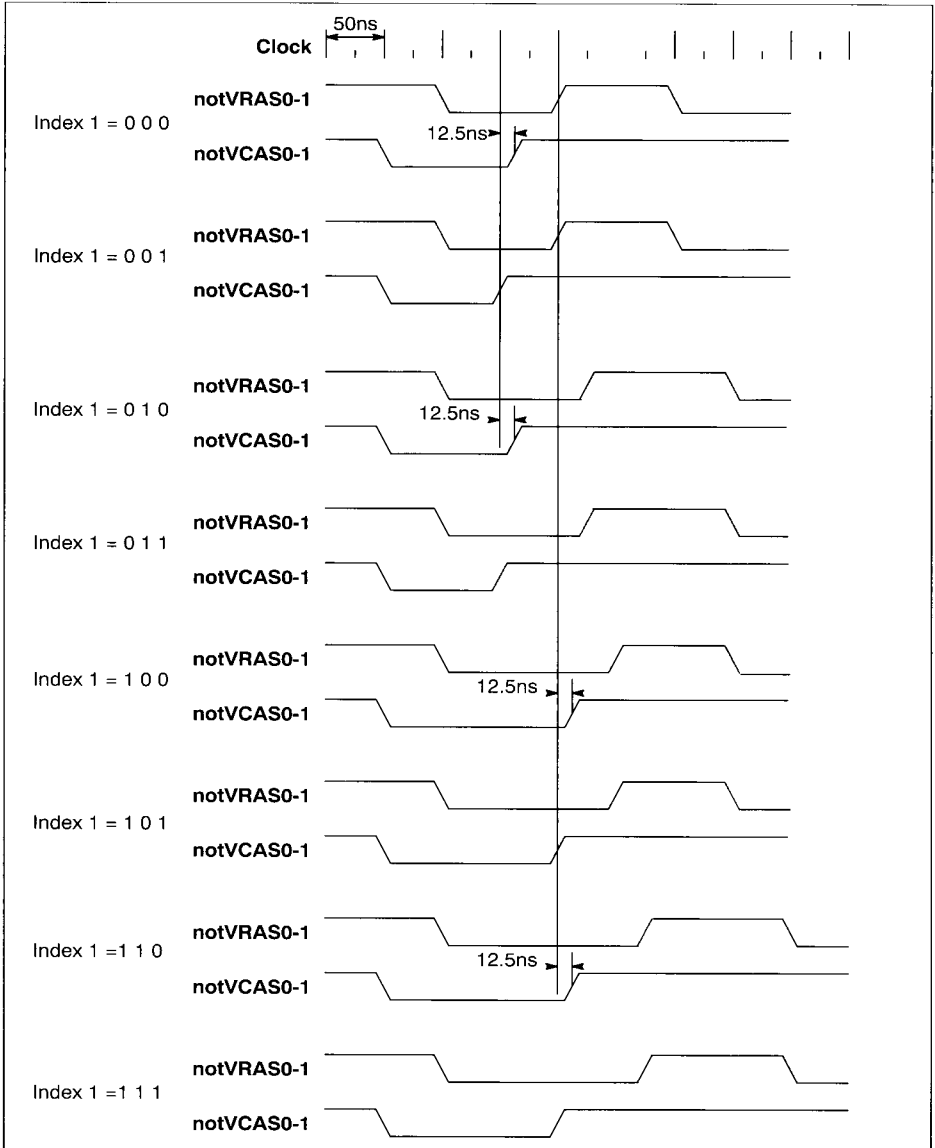 50ns
Clock
notVRAS0-1
Index 1 = 0 0 0
12.5ns
notVCAS0-1
notVRAS0-1
Index 1 = 0 0 1
notVCAS0-1
notVRAS0-1
Index 1 = 0 1 0
12.5ns
notVCAS0-1
notVRAS0-1
Index 1 = 0 1 1
notVCAS0-1
notVRAS0-1
Index 1 = 1 0 0
12.5ns
notVCAS0-1
notVRAS0-1
Index 1 = 1 0 1
notVCAS0-1
notVRAS0-1
Index 1 =1 1 0
12.5ns
notVCAS0-1
notVRAS0-1
Index 1 =1 1 1
notVCAS0-1